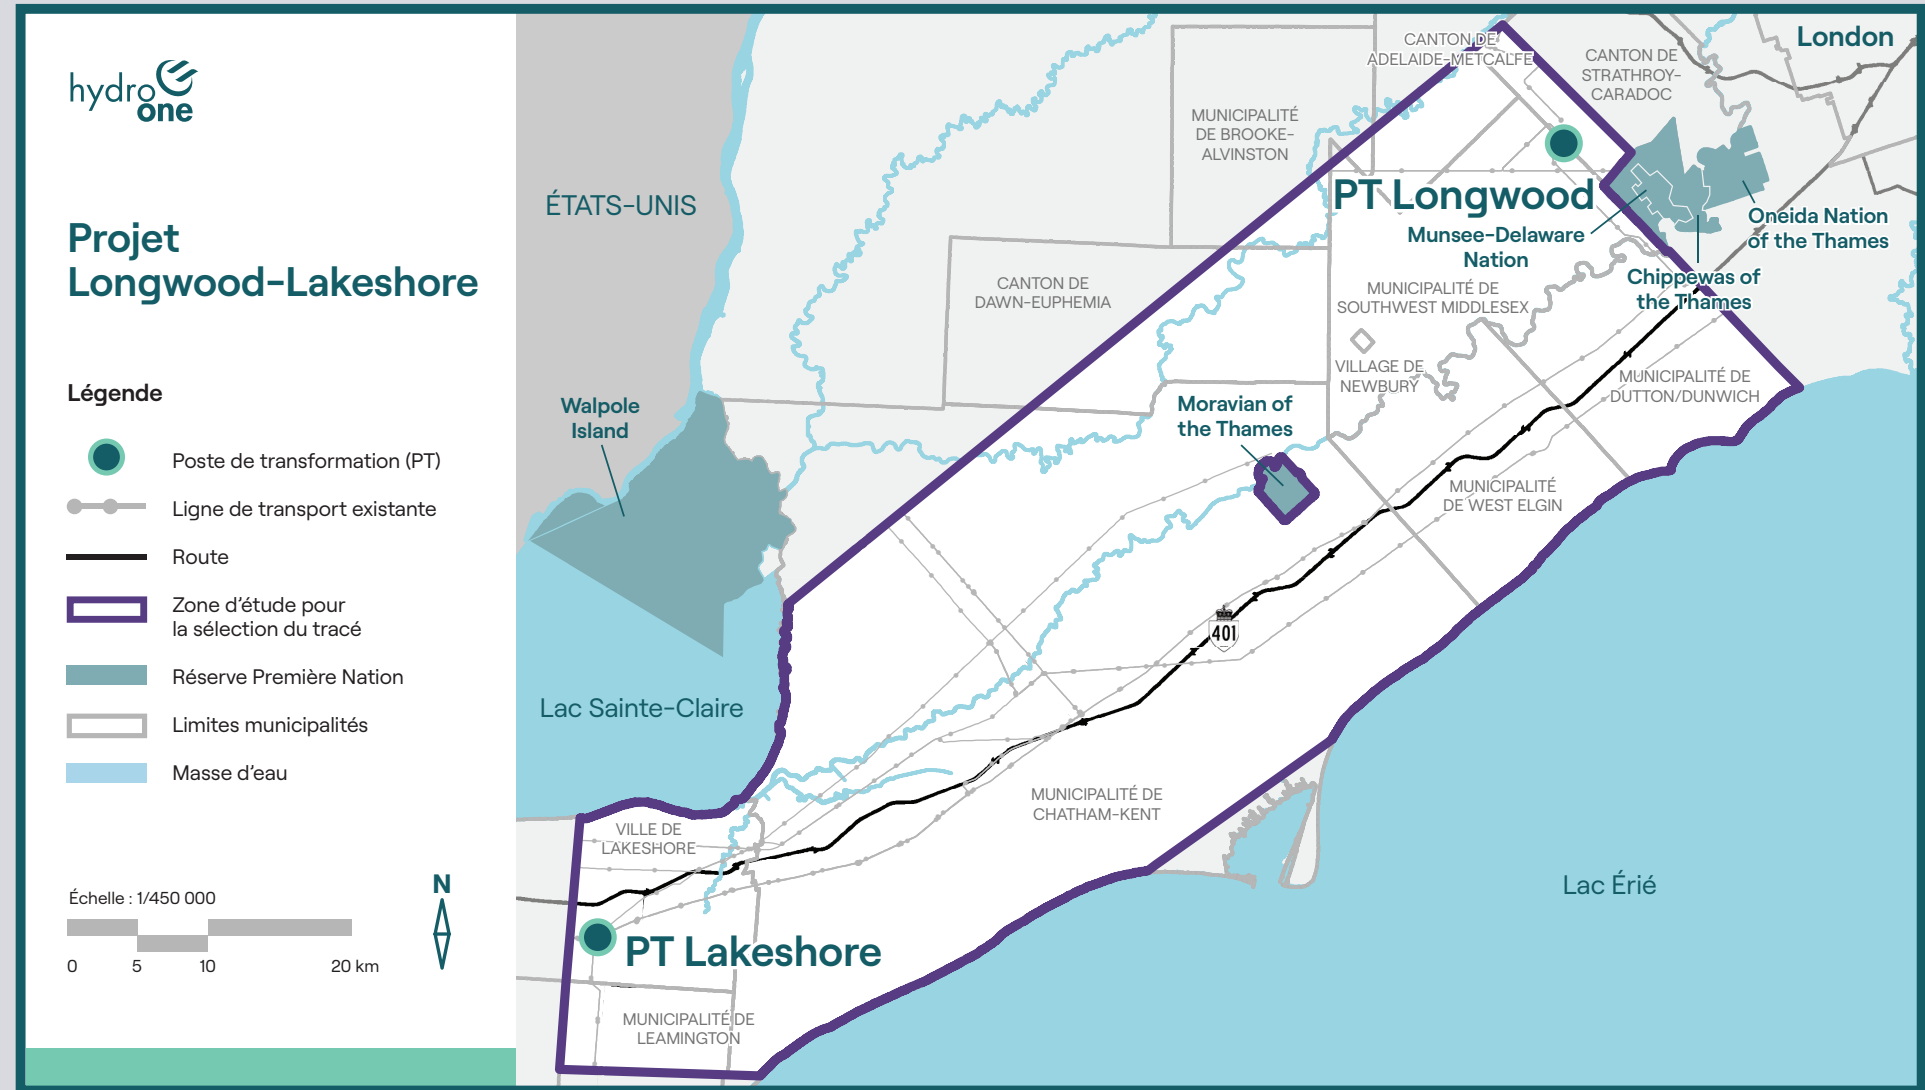 hydro
one
Projet
Longwood-Lakeshore
Légende
Poste de transformation (PT)
Ligne de transport existante
Route
Zone d'étude pour
la sélection du tracé
Réserve Première Nation
Limites municipalités
Masse d'eau
Échelle : 1/450 000
0 5 10 20 km
N
ÉTATS-UNIS
Walpole
Island
Lac Sainte-Claire
CANTON DE
ADELAIDE-METCALFE
CANTON DE
STRATHROY-
CARADOC
London
MUNICIPALITÉ
DE BROOKE-
ALVINSTON
PT Longwood
Munsee-Delaware
Nation
Oneida Nation
of the Thames
Chippewas of
the Thames
CANTON DE
DAWN-EUPHEMIA
MUNICIPALITÉ DE
SOUTHWEST MIDDLESEX
VILLAGE DE
NEWBURY
MUNICIPALITÉ DE
DUTTON/DUNWICH
Moravian of
the Thames
MUNICIPALITÉ
DE WEST ELGIN
401
MUNICIPALITÉ DE
CHATHAM-KENT
VILLE DE
LAKESHORE
Lac Érié
PT Lakeshore
MUNICIPALITÉ DE
LEAMINGTON